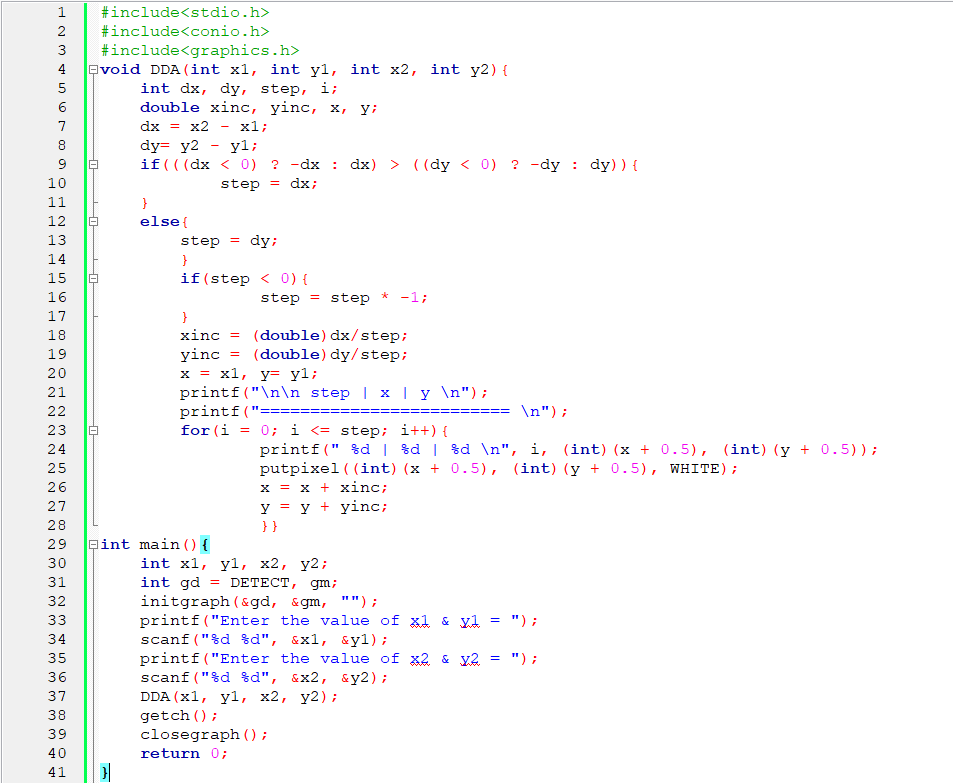 1 #include<stdio.h>
2 #include<conio.h>
3 #include<graphics.h>
4 void DDA(int x1, int y1, int x2, int y2){
5     int dx, dy, step, i;
6     double xinc, yinc, x, y;
7     dx = x2 - x1;
8     dy= y2 - y1;
9     if(((dx < 0) ? -dx : dx) > ((dy < 0) ? -dy : dy)){
10             step = dx;
11     }
12     else{
13         step = dy;
14         }
15         if(step < 0){
16                 step = step * -1;
17         }
18         xinc = (double)dx/step;
19         yinc = (double)dy/step;
20         x = x1, y= y1;
21         printf("\n\n step | x | y \n");
22         printf("========================= \n");
23         for(i = 0; i <= step; i++){
24                 printf(" %d | %d | %d \n", i, (int)(x + 0.5), (int)(y + 0.5));
25                 putpixel((int)(x + 0.5), (int)(y + 0.5), WHITE);
26                 x = x + xinc;
27                 y = y + yinc;
28                 }}
29 int main(){
30     int x1, y1, x2, y2;
31     int gd = DETECT, gm;
32     initgraph(&gd, &gm, "");
33     printf("Enter the value of x1 & y1 = ");
34     scanf("%d %d", &x1, &y1);
35     printf("Enter the value of x2 & y2 = ");
36     scanf("%d %d", &x2, &y2);
37     DDA(x1, y1, x2, y2);
38     getch();
39     closegraph();
40     return 0;
41 }